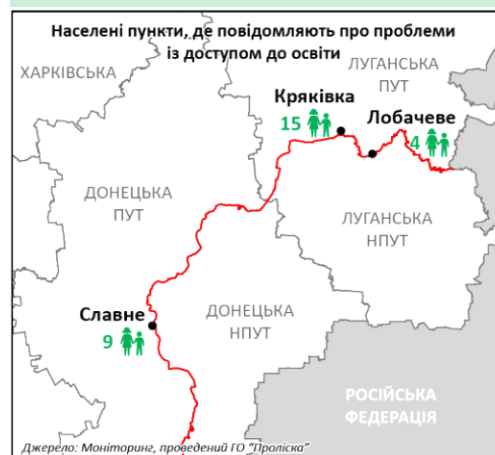 Населені пункти, де повідомляють про проблеми
із доступом до освіти
ХАРКІВСЬКА
ЛУГАНСЬКА
ПУТ
Кряківка
15
Лобачеве
4
ДОНЕЦЬКА
ПУТ
ЛУГАНСЬКА
НПУТ
Славне
9
ДОНЕЦЬКА
НПУТ
РОСІЙСЬКА
ФЕДЕРАЦІЯ
Джерело: Моніторинг, проведений ГО "Проліска"